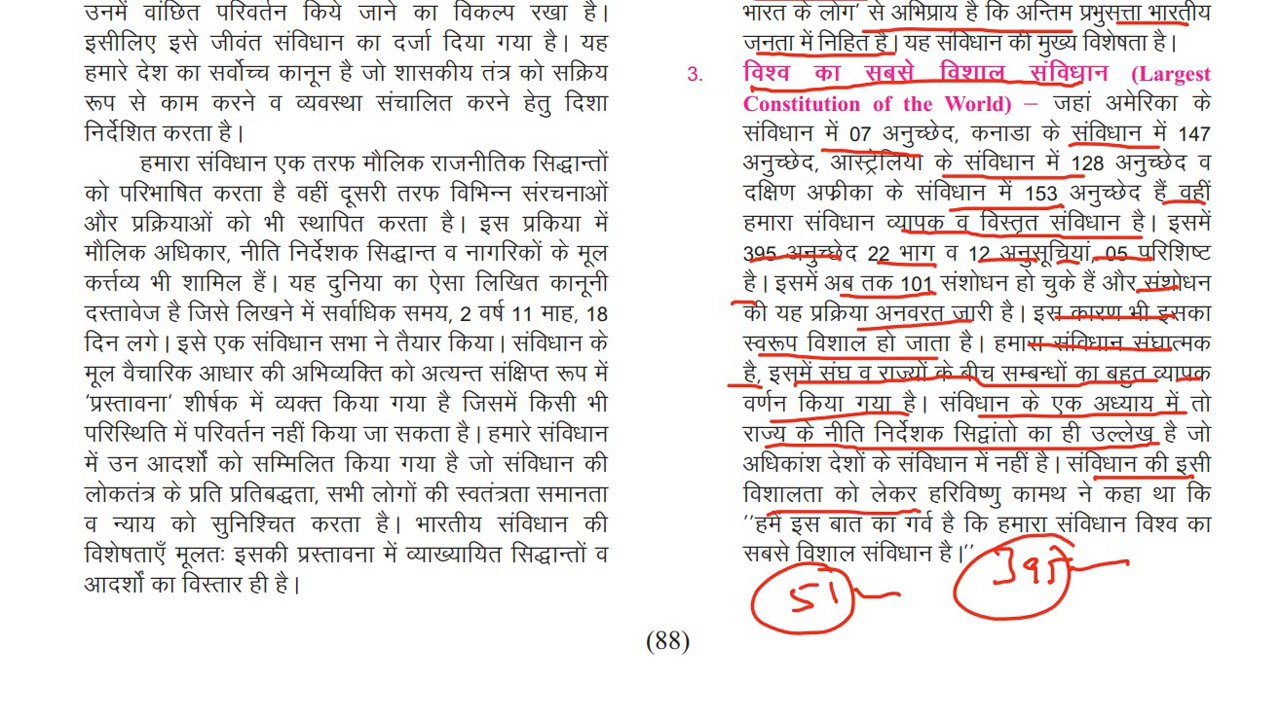 उनमें वांछित परिवर्तन किये जाने का विकल्प रखा है।
इसीलिए इसे जीवंत संविधान का दर्जा दिया गया है। यह
हमारे देश का सर्वोच्च कानून है जो शासकीय तंत्र को सक्रिय
रूप से काम करने व व्यवस्था संचालित करने हेतु दिशा
निर्देशित करता है।
हमारा संविधान एक तरफ मौलिक राजनीतिक सिद्धान्तों
को परिभाषित करता है वहीं दूसरी तरफ विभिन्न संरचनाओं
और प्रक्रियाओं को भी स्थापित करता है। इस प्रकिया में
मौलिक अधिकार, नीति निर्देशक सिद्धान्त व नागरिकों के मूल
कर्त्तव्य भी शामिल हैं। यह दुनिया का ऐसा लिखित कानूनी
दस्तावेज है जिसे लिखने में सर्वाधिक समय, 2 वर्ष 11 माह, 18
दिन लगे। इसे एक संविधान सभा ने तैयार किया। संविधान के
मूल वैचारिक आधार की अभिव्यक्ति को अत्यन्त संक्षिप्त रूप में
'प्रस्तावना' शीर्षक में व्यक्त किया गया है जिसमें किसी भी
परिस्थिति में परिवर्तन नहीं किया जा सकता है। हमारे संविधान
में उन आदर्शों को सम्मिलित किया गया है जो संविधान की
लोकतंत्र के प्रति प्रतिबद्धता, सभी लोगों की स्वतंत्रता समानता
व न्याय को सुनिश्चित करता है। भारतीय संविधान की
विशेषताएँ मूलतः इसकी प्रस्तावना में व्याख्यायित सिद्धान्तों व
आदर्शों का विस्तार ही है।
भारत के लोग' से अभिप्राय है कि अन्तिम प्रभुसत्ता भारतीय
जनता में निहित है। यह संविधान की मुख्य विशेषता है।
3. विश्व का सबसे विशाल संविधान (Largest
Constitution of the World) – जहां अमेरिका के
संविधान में 07 अनुच्छेद, कनाडा के संविधान में 147
अनुच्छेद, आस्ट्रेलिया के संविधान में 128 अनुच्छेद व
दक्षिण अफ्रीका के संविधान में 153 अनुच्छेद हैं वहीं
हमारा संविधान व्यापक व विस्तृत संविधान है। इसमें
395 अनुच्छेद 22 भाग व 12 अनुसूचियां, 05 परिशिष्ट
है। इसमें अब तक 101 संशोधन हो चुके हैं और संशोधन
की यह प्रक्रिया अनवरत जारी है। इस कारण भी इसका
स्वरूप विशाल हो जाता है। हमारा संविधान संघात्मक
है, इसमें संघ व राज्यों के बीच सम्बन्धों का बहुत व्यापक
वर्णन किया गया है। संविधान के एक अध्याय में तो
राज्य के नीति निर्देशक सिद्वांतो का ही उल्लेख है जो
अधिकांश देशों के संविधान में नहीं है। संविधान की इसी
विशालता को लेकर हरिविष्णु कामथ ने कहा था कि
''हमें इस बात का गर्व है कि हमारा संविधान विश्व का
सबसे विशाल संविधान है।''
395
(88)